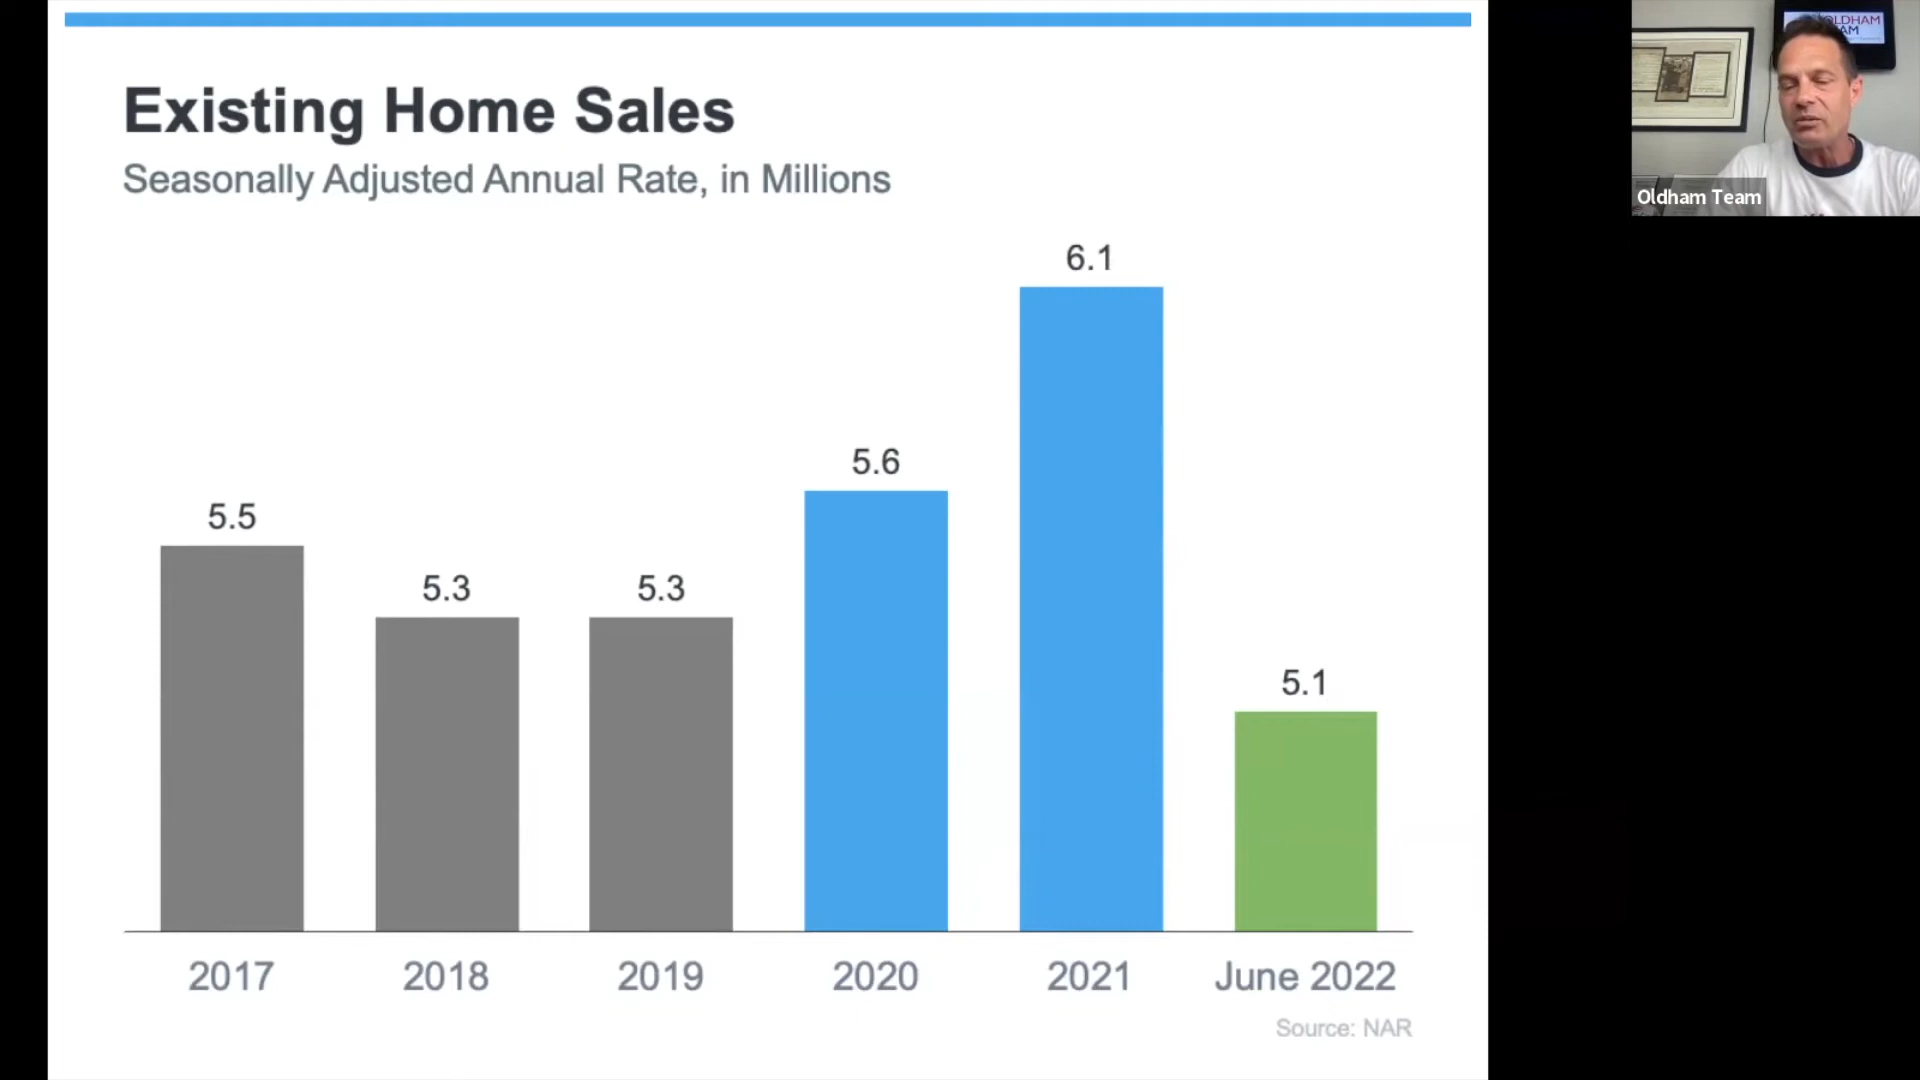 Existing Home Sales
Seasonally Adjusted Annual Rate, in Millions
5.5
5.3
5.3
5.6
6.1
5.1
2017
2018
2019
2020
2021
June 2022
Source: NAR
OLDHAM
Oldham Team